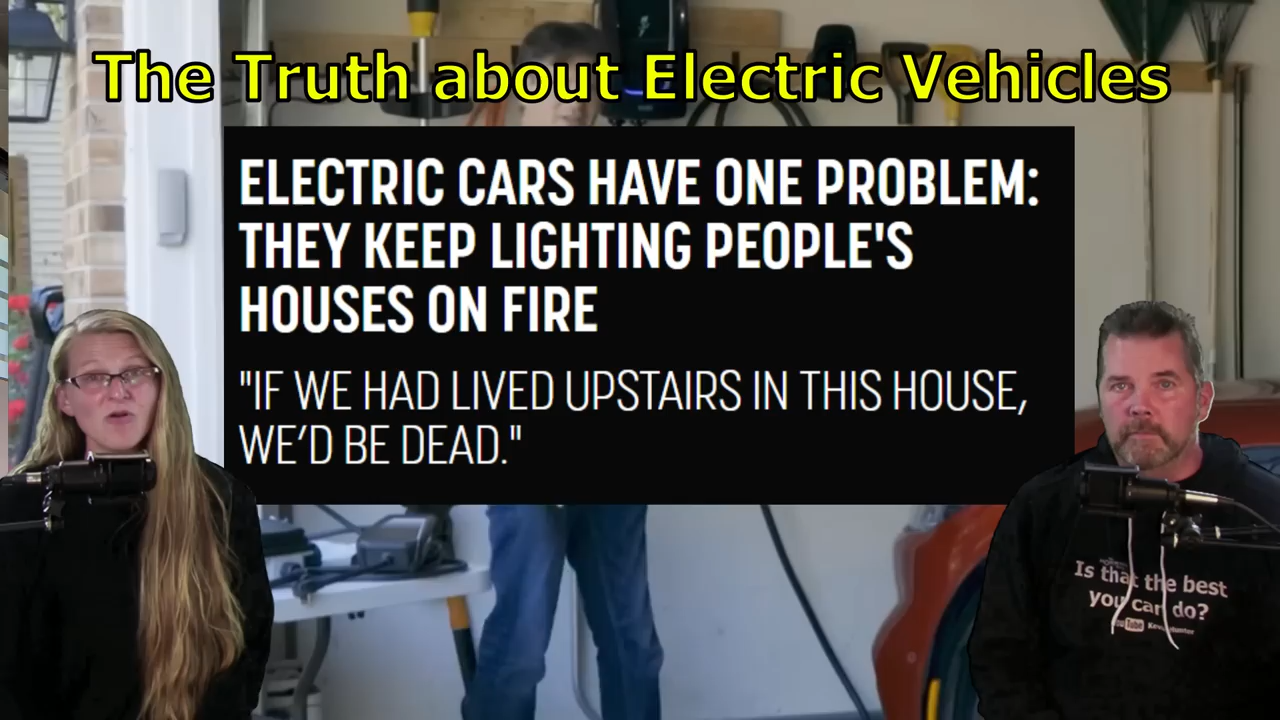 The Truth about Electric Vehicles
ELECTRIC CARS HAVE ONE PROBLEM:
THEY KEEP LIGHTING PEOPLE'S
HOUSES ON FIRE
"IF WE HAD LIVED UPSTAIRS IN THIS HOUSE,
WE'D BE DEAD."
Is that the best
you can do?
YouTube